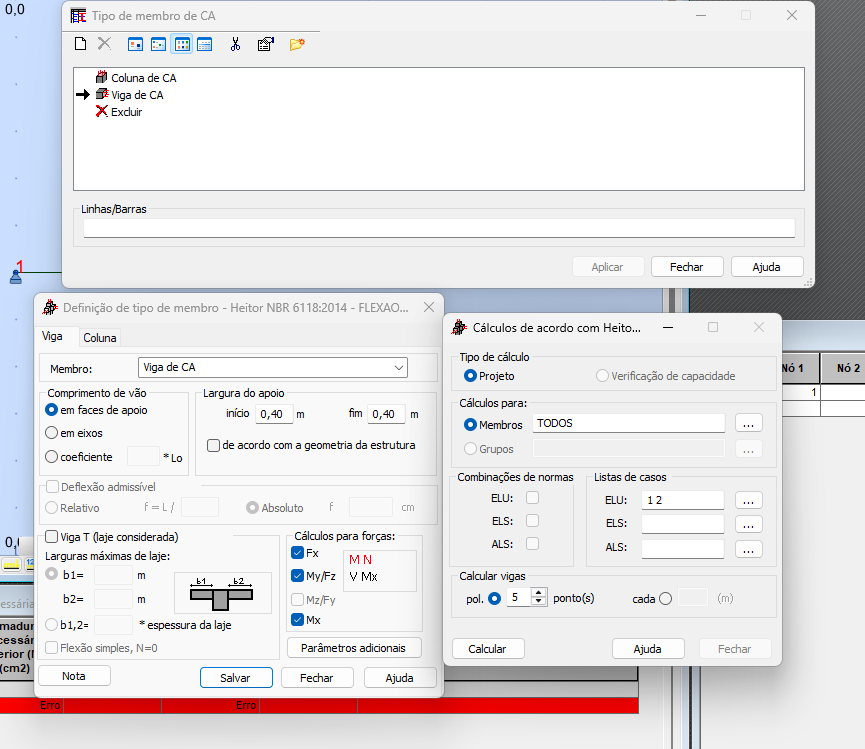 0,0
Tipo de membro de CA
Coluna de CA
Viga de CA
Excluir
Linhas/Barras
Aplicar
Fechar
Ajuda
1
Definição de tipo de membro - Heitor NBR 6118:2014 - FLEXAO...
Viga
Coluna
Membro:
Viga de CA
Comprimento de vão
em faces de apoio
em eixos
coeficiente
*Lo
Largura do apoio
início
0,40
m
fim
0,40
m
de acordo com a geometria da estrutura
Deflexão admissível
Relativo
f = L /
Absoluto
f
cm
Viga T (laje considerada)
Larguras máximas de laje:
b1=
m
b2=
m
b1,2=
* espessura da laje
b1
b2
Flexão simples, N=0
Cálculos para forças:
Fx
My/Fz
Mz/Fy
Mx
M N
V Mx
Parâmetros adicionais
Nota
Salvar
Fechar
Ajuda
Cálculos de acordo com Heito...
Tipo de cálculo
Projeto
Verificação de capacidade
Cálculos para:
Membros
TODOS
...
Grupos
...
Combinações de normas
ELU:
ELS:
ALS:
Listas de casos
ELU:
1 2
...
ELS:
...
ALS:
...
Calcular vigas
pol.
5
ponto(s)
cada
(m)
Calcular
Ajuda
Fechar
Nó 1
Nó 2
1
(cm2)
Erro
Erro